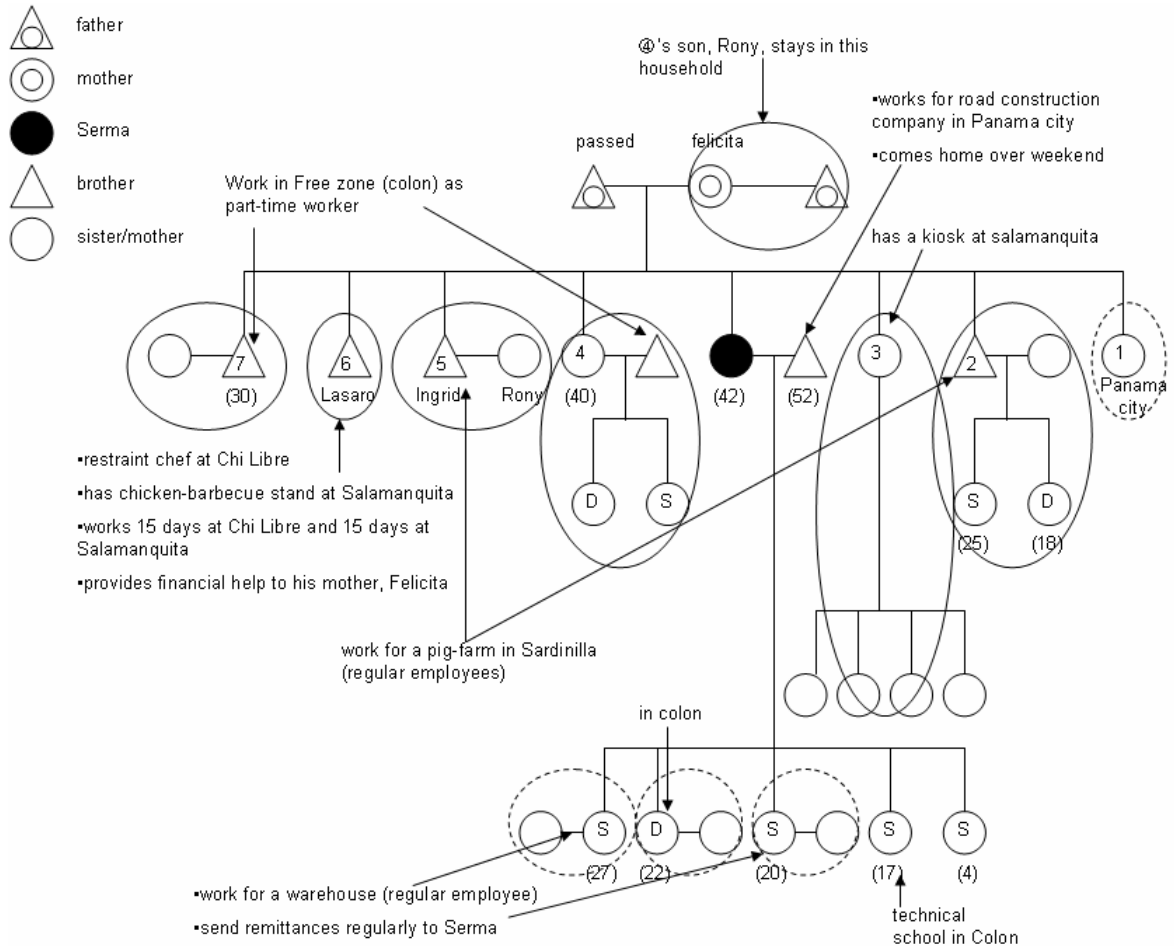 father
mother
Serma
brother
sister/mother
④'s son, Rony, stays in this
household
▪works for road construction
company in Panama city
▪comes home over weekend
passed
felicita
Work in Free zone (colon) as
part-time worker
has a kiosk at salamanquita
7
6
5
4
3
2
1
(30)
Lasaro
Ingrid
Rony
(40)
(42)
(52)
Panama
city
▪restraint chef at Chi Libre
▪has chicken-barbecue stand at Salamanquita
▪works 15 days at Chi Libre and 15 days at
Salamanquita
▪provides financial help to his mother, Felicita
D
S
S
D
(25)
(18)
work for a pig-farm in Sardinilla
(regular employees)
in colon
S
D
S
S
S
(27)
(22)
(20)
(17)
(4)
▪work for a warehouse (regular employee)
▪send remittances regularly to Serma
technical
school in Colon